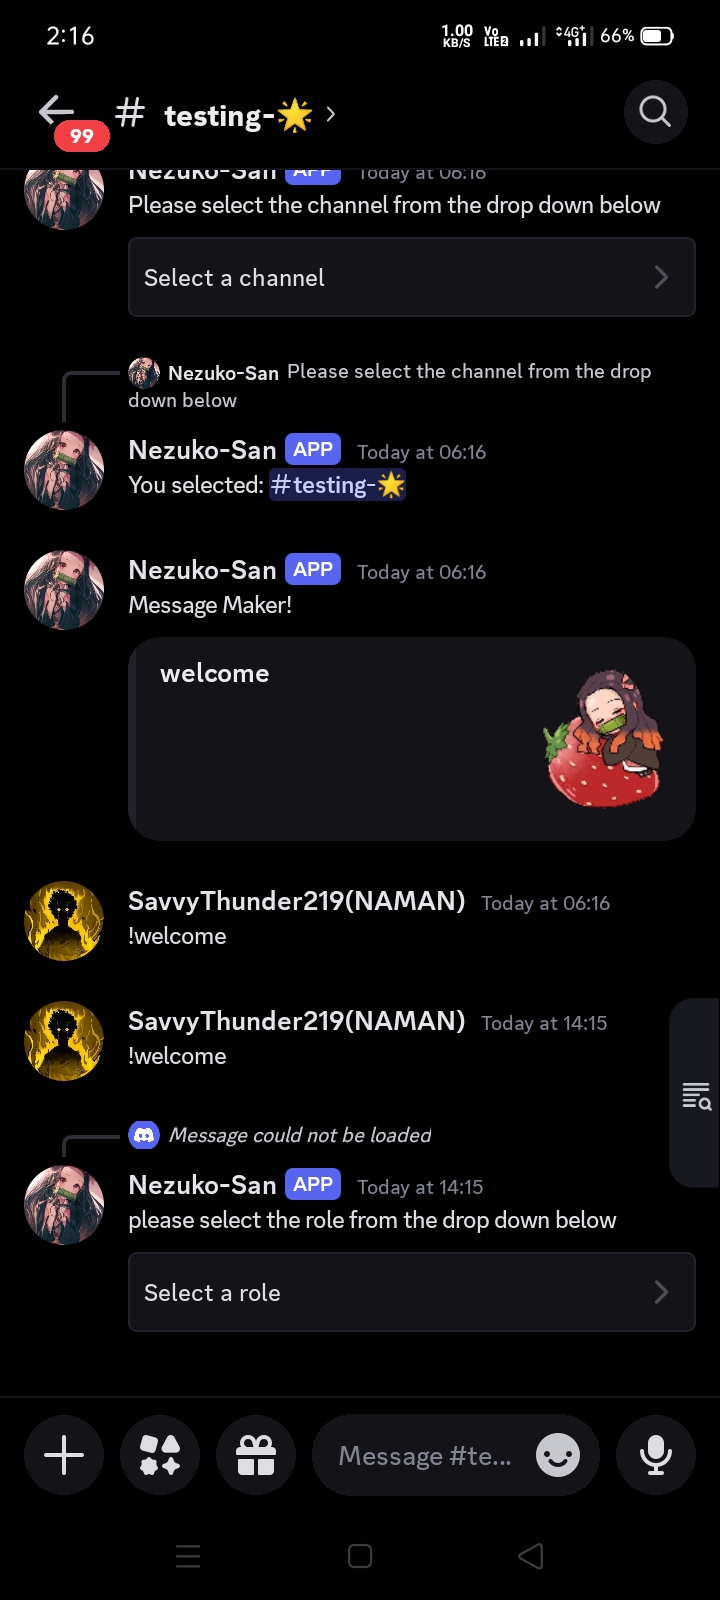 2:16 1.00 KB/S Vo LTE2 4G+ 66%
99 # testing-🌟 >
Nezuko-San APP Today at 06:16
Please select the channel from the drop down below
Select a channel
Nezuko-San Please select the channel from the drop
down below
Nezuko-San APP Today at 06:16
You selected: #testing-🌟
Nezuko-San APP Today at 06:16
Message Maker!
welcome
SavvyThunder219(NAMAN) Today at 06:16
!welcome
SavvyThunder219(NAMAN) Today at 14:15
!welcome
Message could not be loaded
Nezuko-San APP Today at 14:15
please select the role from the drop down below
Select a role
Message #te...